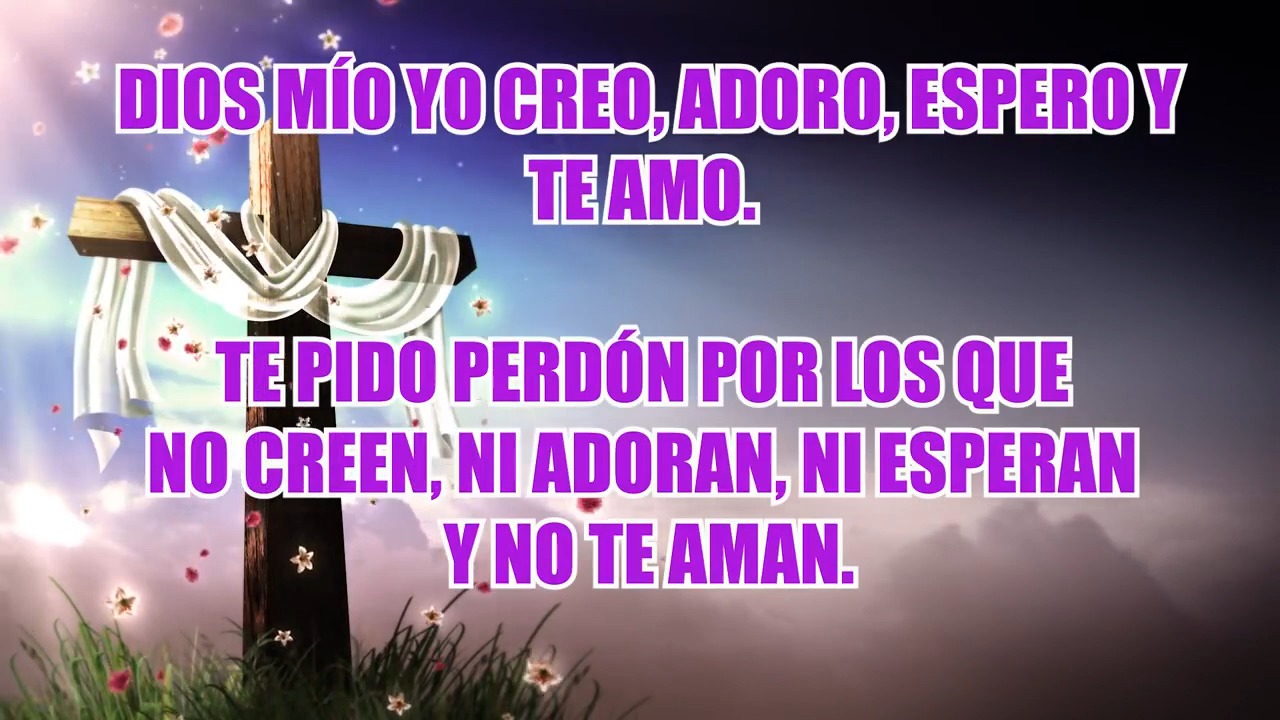 DIOS MÍO YO CREO, ADORO, ESPERO Y
TE AMO.
TE PIDO PERDÓN POR LOS QUE
NO CREEN, NI ADORAN, NI ESPERAN
Y NO TE AMAN.